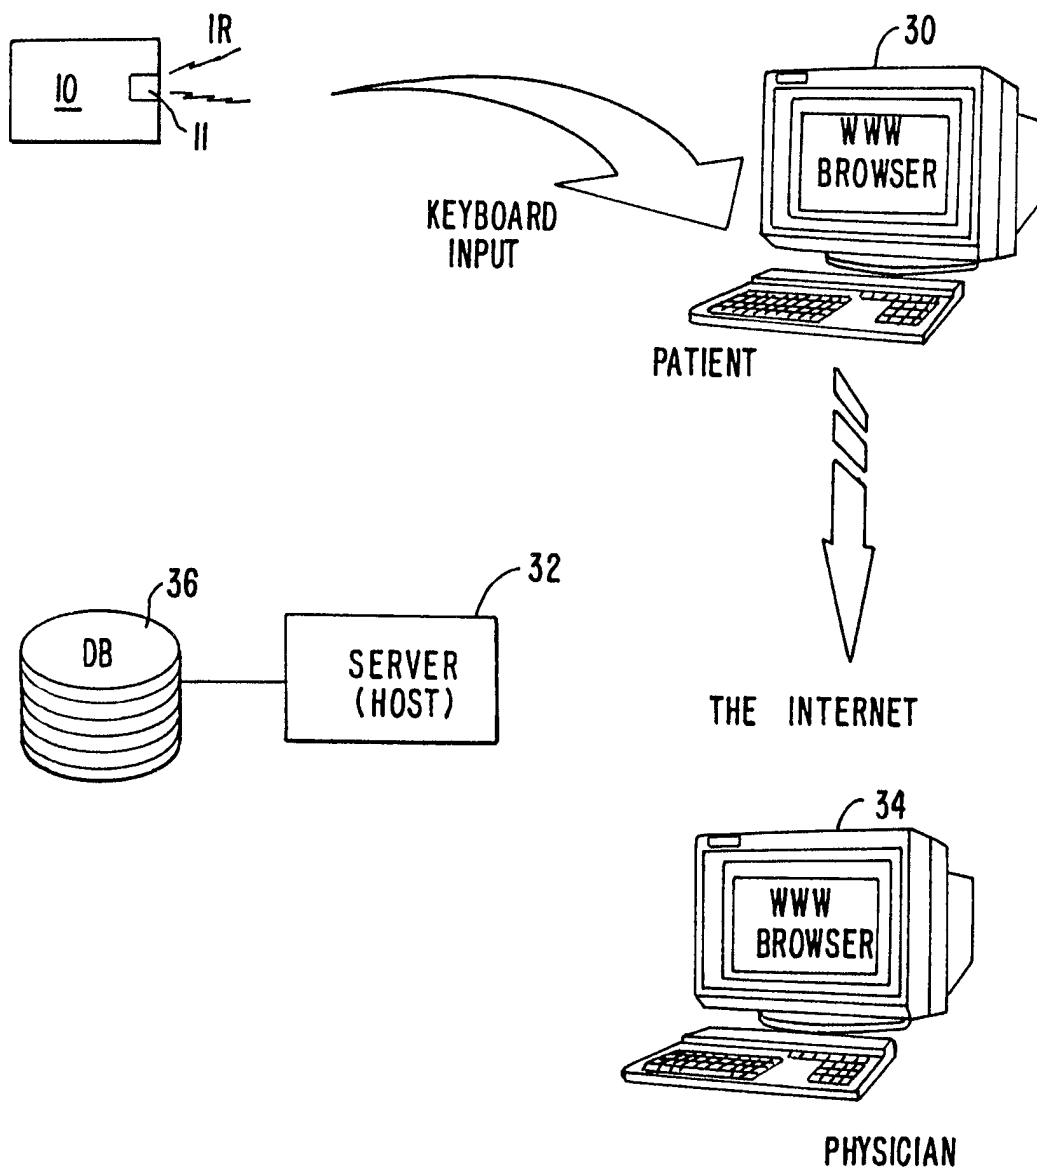 IR
10
11
30
WWW
BROWSER
KEYBOARD
INPUT
PATIENT
36
32
DB
SERVER
(HOST)
THE INTERNET
34
WWW
BROWSER
PHYSICIAN